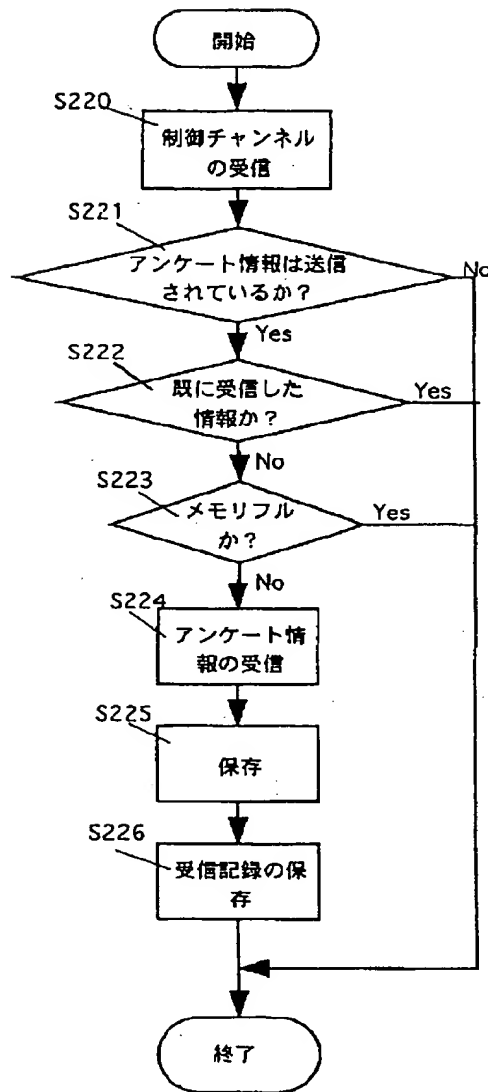 開始
S220
制御チャンネル
の受信
S221
アンケート情報は送信
されているか？
No
Yes
S222
既に受信した
情報か？
Yes
No
S223
メモリフル
か？
Yes
No
S224
アンケート情
報の受信
S225
保存
S226
受信記録の保
存
終了